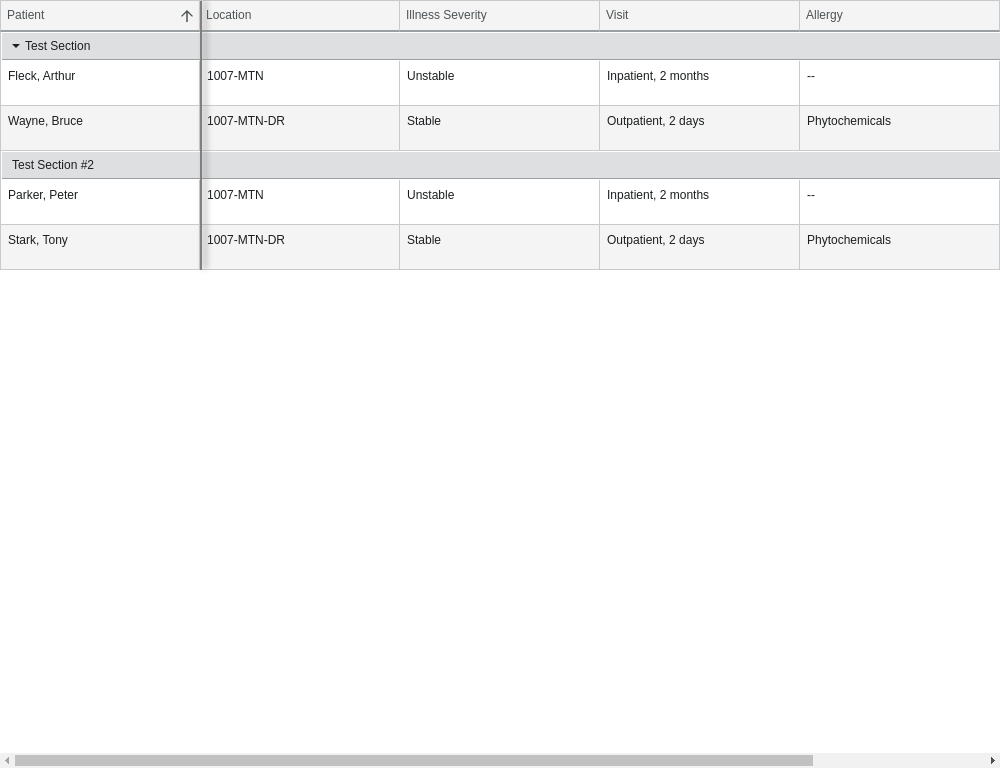 Patient Location Illness Severity Visit Allergy
Test Section
Fleck, Arthur 1007-MTN Unstable Inpatient, 2 months --
Wayne, Bruce 1007-MTN-DR Stable Outpatient, 2 days Phytochemicals
Test Section #2
Parker, Peter 1007-MTN Unstable Inpatient, 2 months --
Stark, Tony 1007-MTN-DR Stable Outpatient, 2 days Phytochemicals